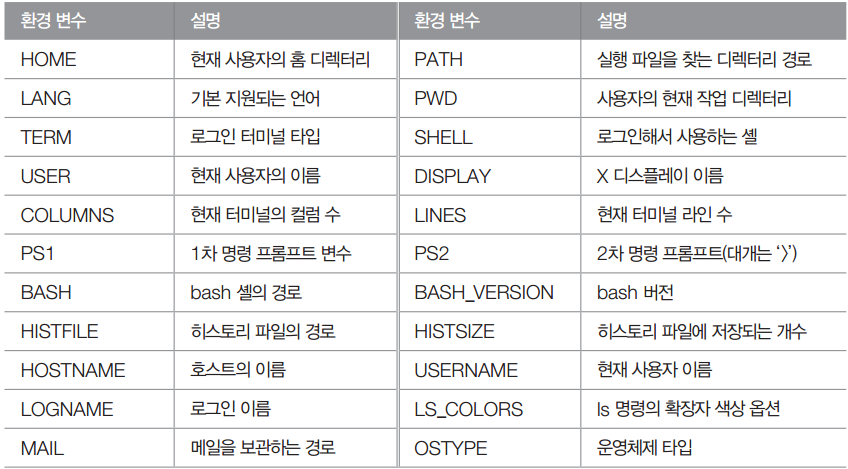 환경 변수 설명 환경 변수 설명
HOME 현재 사용자의 홈 디렉터리 PATH 실행 파일을 찾는 디렉터리 경로
LANG 기본 지원되는 언어 PWD 사용자의 현재 작업 디렉터리
TERM 로그인 터미널 타입 SHELL 로그인해서 사용하는 셸
USER 현재 사용자의 이름 DISPLAY X 디스플레이 이름
COLUMNS 현재 터미널의 컬럼 수 LINES 현재 터미널 라인 수
PS1 1차 명령 프롬프트 변수 PS2 2차 명령 프롬프트(대개는 ‘〉’)
BASH bash 셸의 경로 BASH_VERSION bash 버전
HISTFILE 히스토리 파일의 경로 HISTSIZE 히스토리 파일에 저장되는 개수
HOSTNAME 호스트의 이름 USERNAME 현재 사용자 이름
LOGNAME 로그인 이름 LS_COLORS ls 명령의 확장자 색상 옵션
MAIL 메일을 보관하는 경로 OSTYPE 운영체제 타입